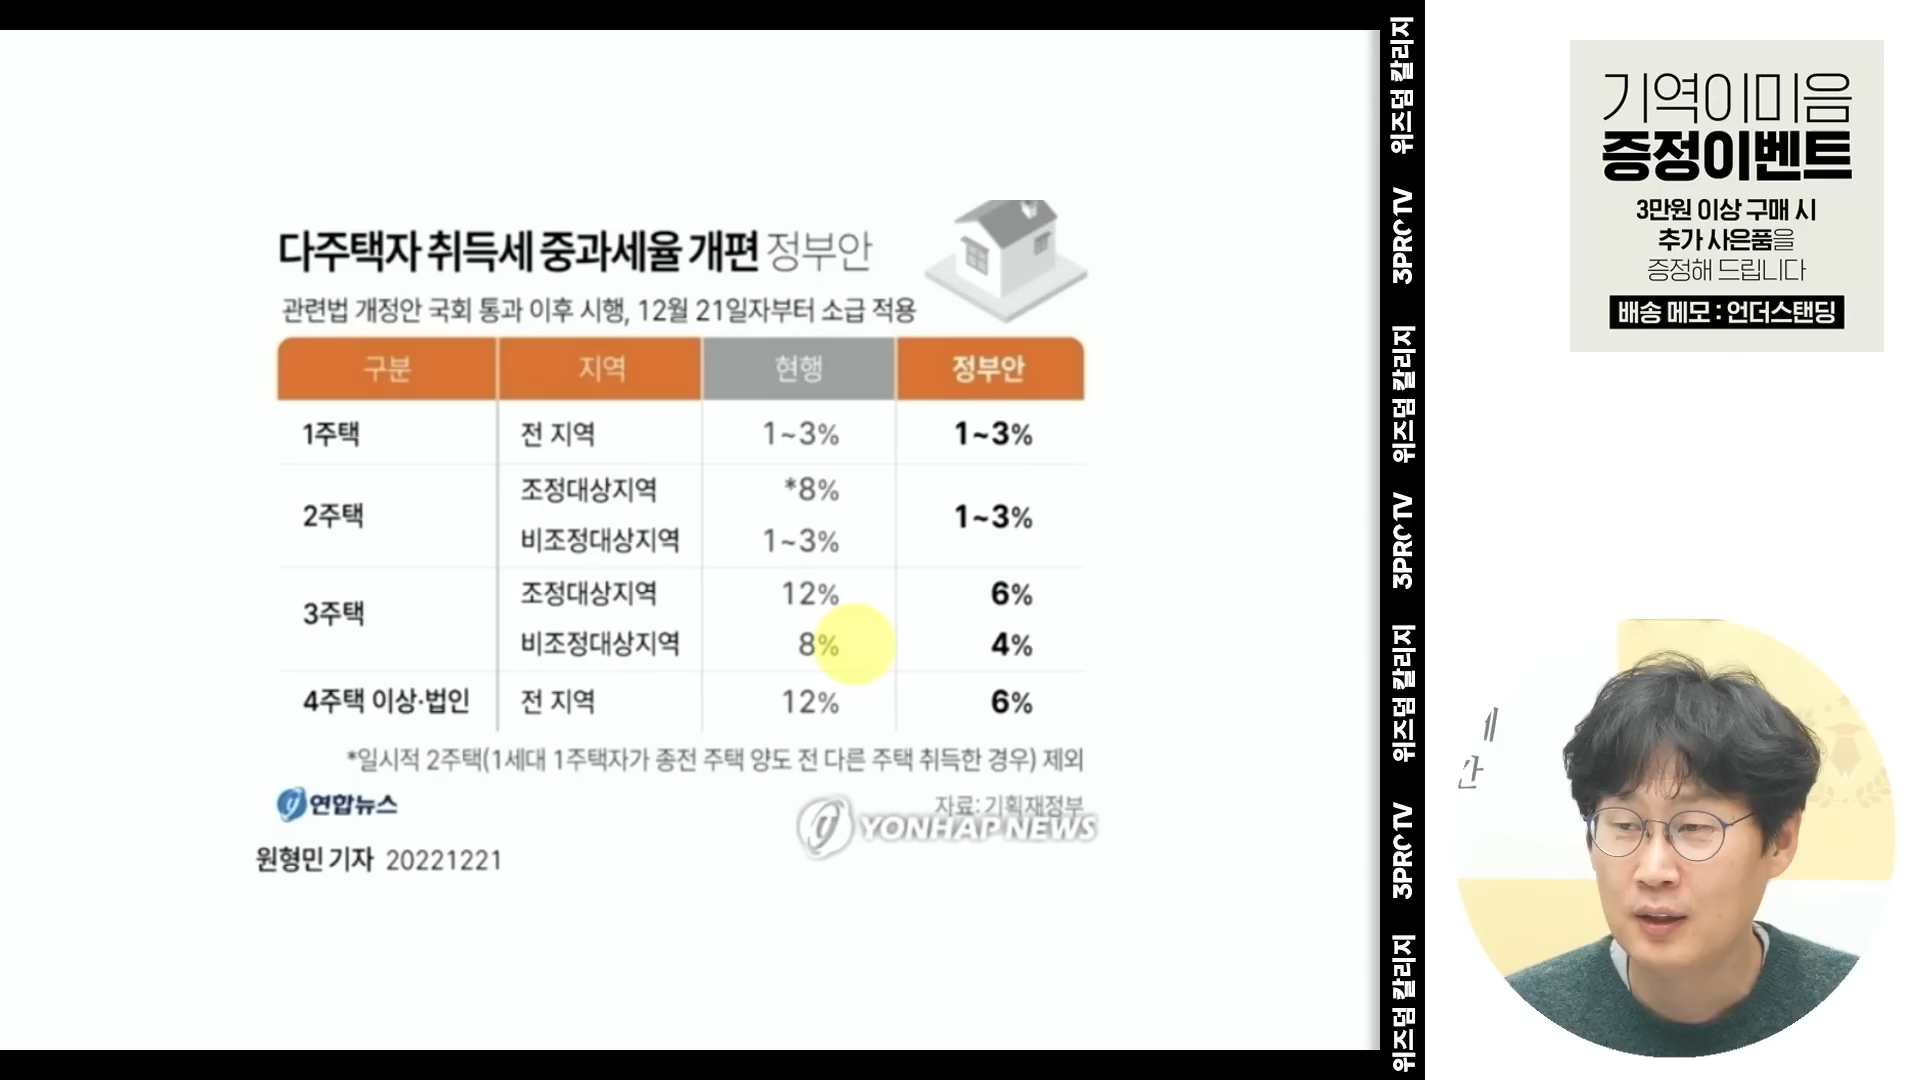 다주택자 취득세 중과세율 개편 정부안
관련법 개정안 국회 통과 이후 시행, 12월 21일자부터 소급 적용
구분 지역 현행 정부안
1주택 전 지역 1~3% 1~3%
2주택 조정대상지역 *8% 1~3%
비조정대상지역 1~3%
3주택 조정대상지역 12% 6%
비조정대상지역 8% 4%
4주택 이상·법인 전 지역 12% 6%
*일시적 2주택(1세대 1주택자가 종전 주택 양도 전 다른 주택 취득한 경우) 제외
연합뉴스
자료: 기획재정부
YONHAP NEWS
원형민 기자 20221221
위즈덤 칼리지
3PROTV
위즈덤 칼리지
3PROTV
위즈덤 칼리지
3PROTV
위즈덤 칼리지
기역이미음
증정이벤트
3만원 이상 구매 시
추가 사은품을
증정해 드립니다
배송 메모 : 언더스탠딩